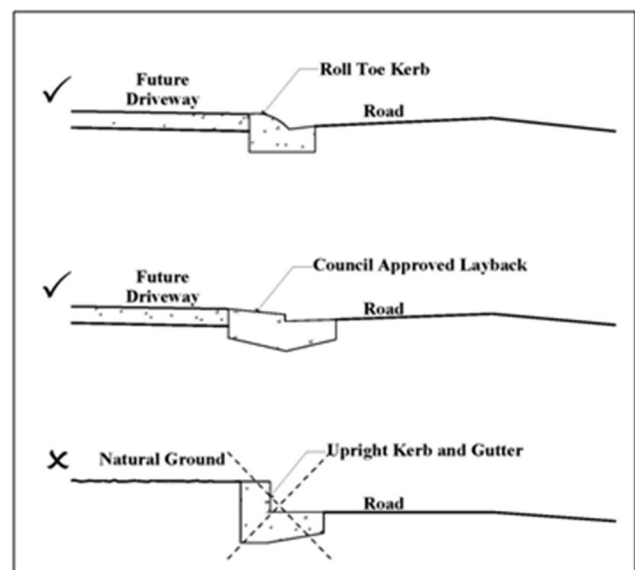 Roll Toe Kerb
Future
Driveway
Road
Council Approved Layback
Future
Driveway
Road
Upright Kerb and Gutter
Natural Ground
Road